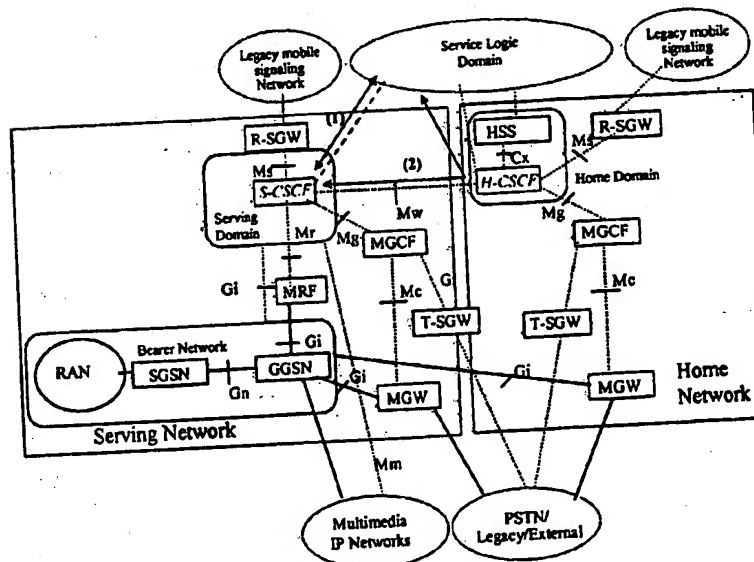 Legacy mobile
signaling
Network
Service Logic
Domain
Legacy mobile
signaling
Network
(1)
R-SGW
HSS
R-SGW
Ms
(2)
Cx
Ms
S-CSCF
H-CSCF
Home Domain
Serving
Domain
Mw
Mg
Mr
Mg
MGCF
MGCF
Gi
MRF
Mc
G
Mc
T-SGW
T-SGW
Bearer Network
Gi
RAN
SGSN
GGSN
Gi
Gi
Gn
MGW
MGW
Home
Network
Serving Network
Mm
Multimedia
IP Networks
PSTN/
Legacy/External